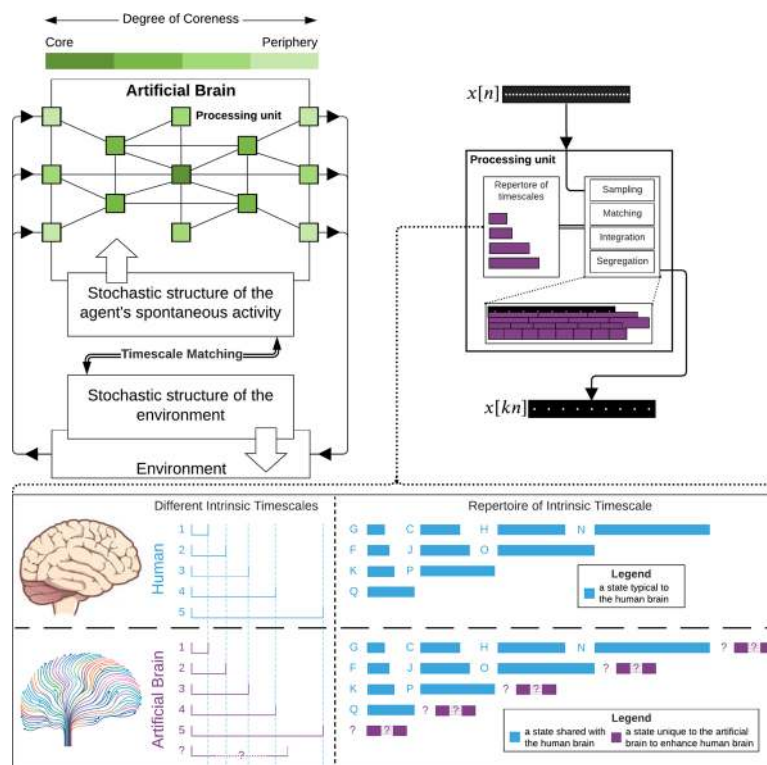 Degree of Coreness
Core
Periphery
Artificial Brain
Processing unit
Stochastic structure of the
agent's spontaneous activity
Timescale Matching
Stochastic structure of the
environment
Environment
x[n]
Processing unit
Repertoire of
timescales
Sampling
Matching
Integration
Segregation
x[kn]
Different Intrinsic Timescales
Human
1
2
3
4
5
Repertoire of Intrinsic Timescale
G C H N
F J O
K P
Q
Legend
a state typical to
the human brain
Artificial Brain
1
2
3
4
5
? ?
G C H N ? ?
F J O ? ?
K P ? ?
Q ? ?
? ?
Legend
a state shared with
the human brain
a state unique to the artificial
brain to enhance human brain